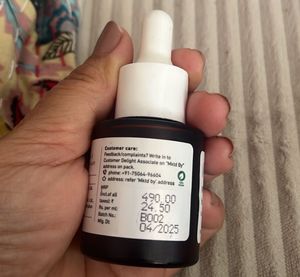 Customer care:
Feedback/complaints? Write in to
Customer Delight Associate on "Mktd By"
address on pack.
phone: +91-75064-96604
address: refer 'Mktd by' address
MRP
(incl.of all
taxes): ₹ 490.00
Rs. per ml: 24.50
Batch No.: B002
Mfg. Dt: 04/2025